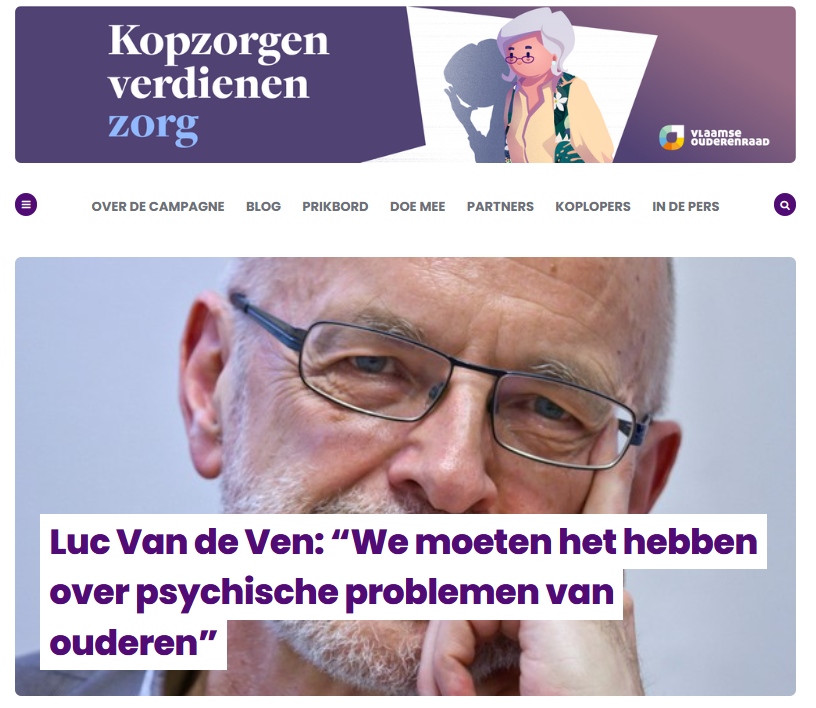 Kopzorgen
verdienen
zorg
VLAAMSE
OUDERENRAAD
OVER DE CAMPAGNE BLOG PRIKBORD DOE MEE PARTNERS KOPLOPERS IN DE PERS
Luc Van de Ven: “We moeten het hebben
over psychische problemen van
ouderen”